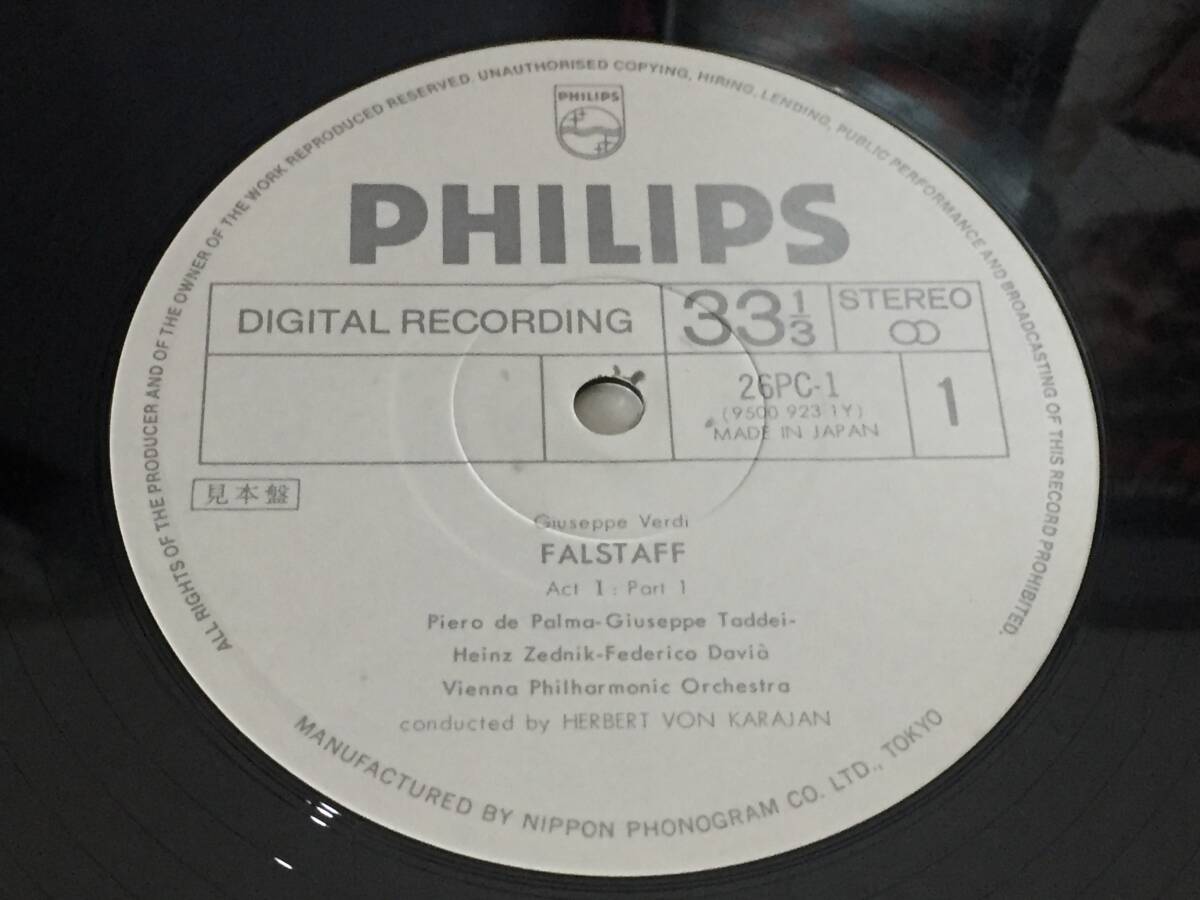 ALL RIGHTS OF THE PRODUCER AND OF THE OWNER OF THE WORK REPRODUCED RESERVED. UNAUTHORISED COPYING, HIRING, LENDING, PUBLIC PERFORMANCE AND BROADCASTING OF THIS RECORD PROHIBITED.
PHILIPS
PHILIPS
DIGITAL RECORDING
33 1/3
STEREO
26PC-1
(9500 923 1Y)
MADE IN JAPAN
1
見本盤
Giuseppe Verdi
FALSTAFF
Act I : Part 1
Piero de Palma-Giuseppe Taddei-
Heinz Zednik-Federico Davià
Vienna Philharmonic Orchestra
conducted by HERBERT VON KARAJAN
MANUFACTURED BY NIPPON PHONOGRAM CO. LTD., TOKYO